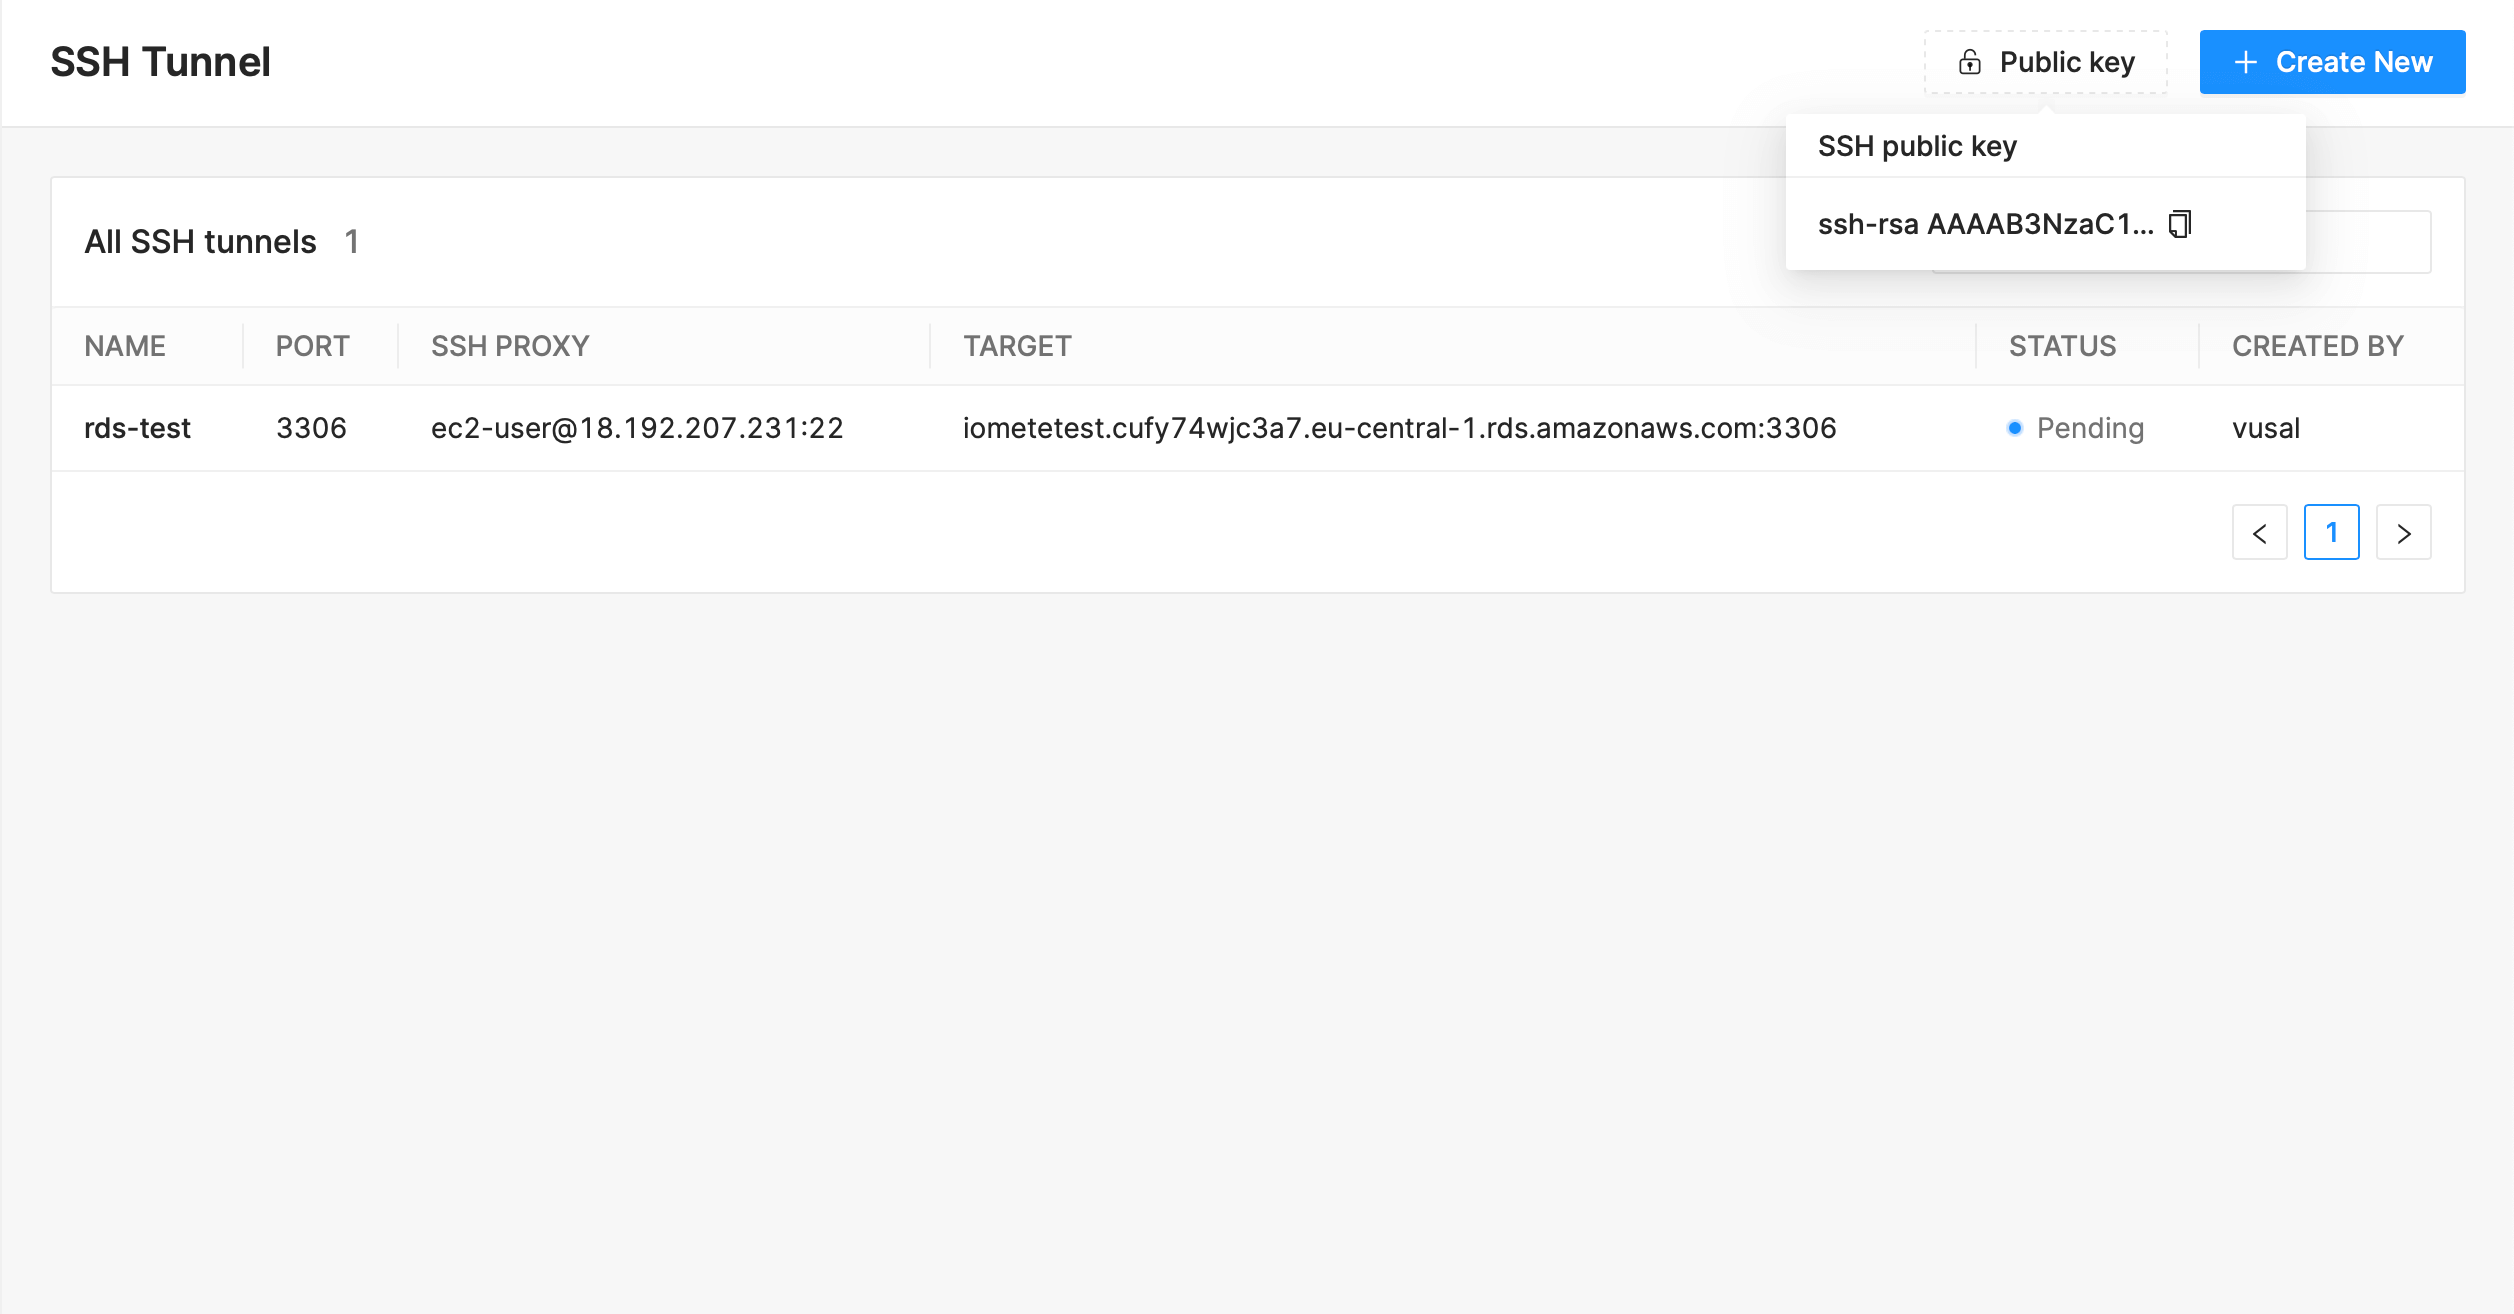 SSH Tunnel
Public key
Create New
SSH public key
ssh-rsa AAAAB3NzaC1...
All SSH tunnels 1
NAME PORT SSH PROXY TARGET STATUS CREATED BY
rds-test 3306 ec2-user@18.192.207.231:22 iometetest.cufy74wjc3a7.eu-central-1.rds.amazonaws.com:3306 Pending vusal
1